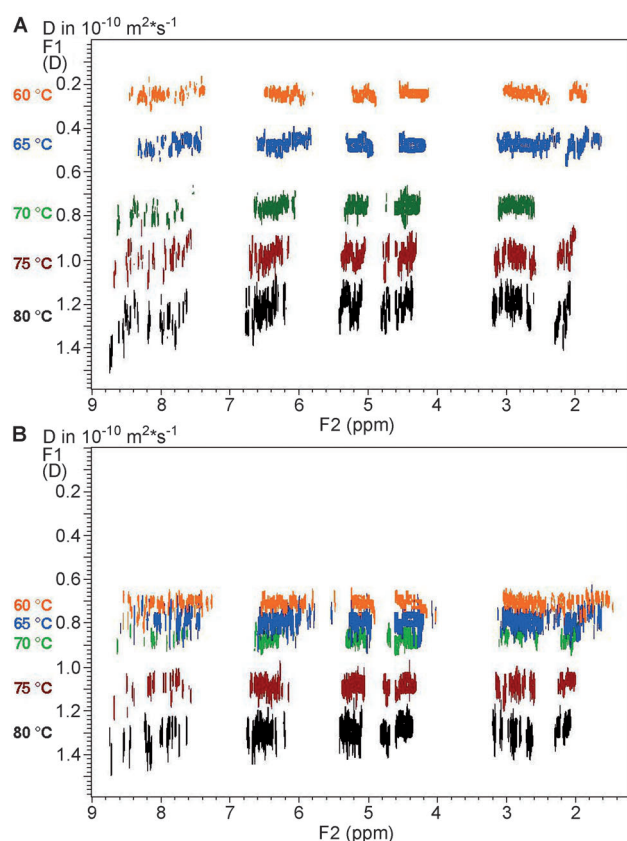 A D in 10⁻¹⁰ m²*s⁻¹
F1
(D)
0.2
60 °C
0.4
65 °C
0.6
70 °C
0.8
75 °C
1.0
1.2
80 °C
1.4
9 8 7 6 5 4 3 2
F2 (ppm)
B D in 10⁻¹⁰ m²*s⁻¹
F1
(D)
0.2
0.4
0.6
60 °C
65 °C
0.8
70 °C
1.0
75 °C
1.2
80 °C
1.4
9 8 7 6 5 4 3 2
F2 (ppm)